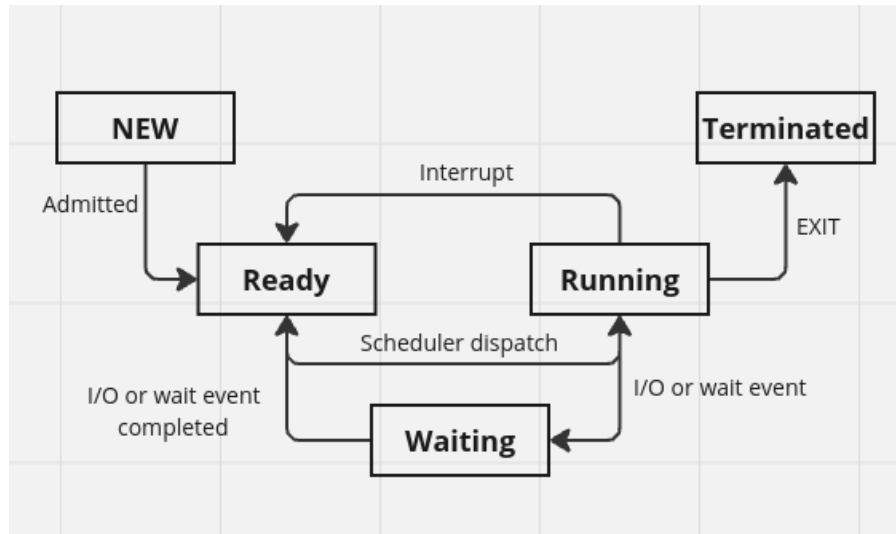 NEW
Terminated
Interrupt
Admitted
EXIT
Ready
Running
Scheduler dispatch
I/O or wait event
completed
I/O or wait event
Waiting